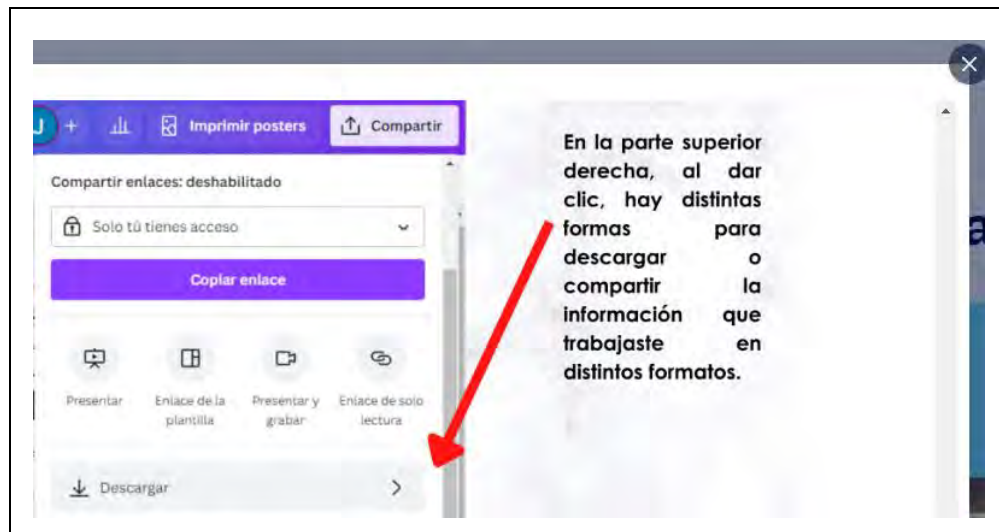 J + Imprimir posters Compartir
Compartir enlaces: deshabilitado
Solo tú tienes acceso
Copiar enlace
Presentar
Enlace de la
plantilla
Presentar y
grabar
Enlace de solo
lectura
Descargar
En la parte superior
derecha, al dar
clic, hay distintas
formas para
descargar o
compartir la
información que
trabajaste en
distintos formatos.